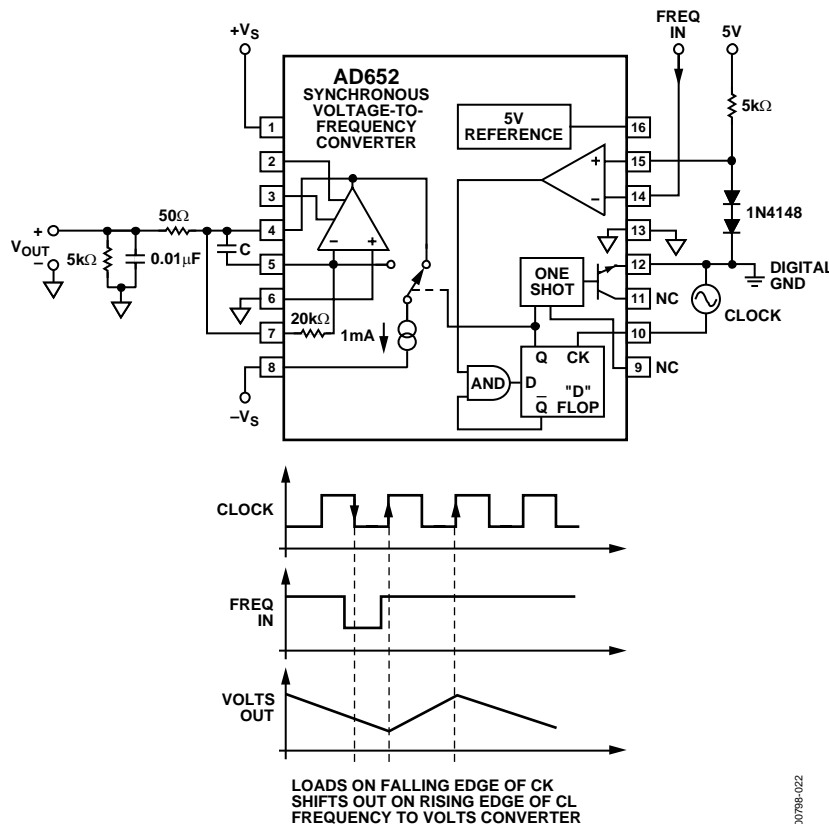 +VS
FREQ
IN
5V
AD652
SYNCHRONOUS
VOLTAGE-TO-
FREQUENCY
CONVERTER
5V
REFERENCE
5kΩ
1
2
3
4
5
6
7
8
16
15
14
13
12
11
10
9
+
–
1N4148
50Ω
+
VOUT
–
5kΩ
0.01µF
C
–
+
20kΩ
1mA
–VS
ONE
SHOT
DIGITAL
GND
NC
CLOCK
NC
AND
Q
CK
D
"D"
Q
FLOP
CLOCK
FREQ
IN
VOLTS
OUT
LOADS ON FALLING EDGE OF CK
SHIFTS OUT ON RISING EDGE OF CL
FREQUENCY TO VOLTS CONVERTER
00798-022